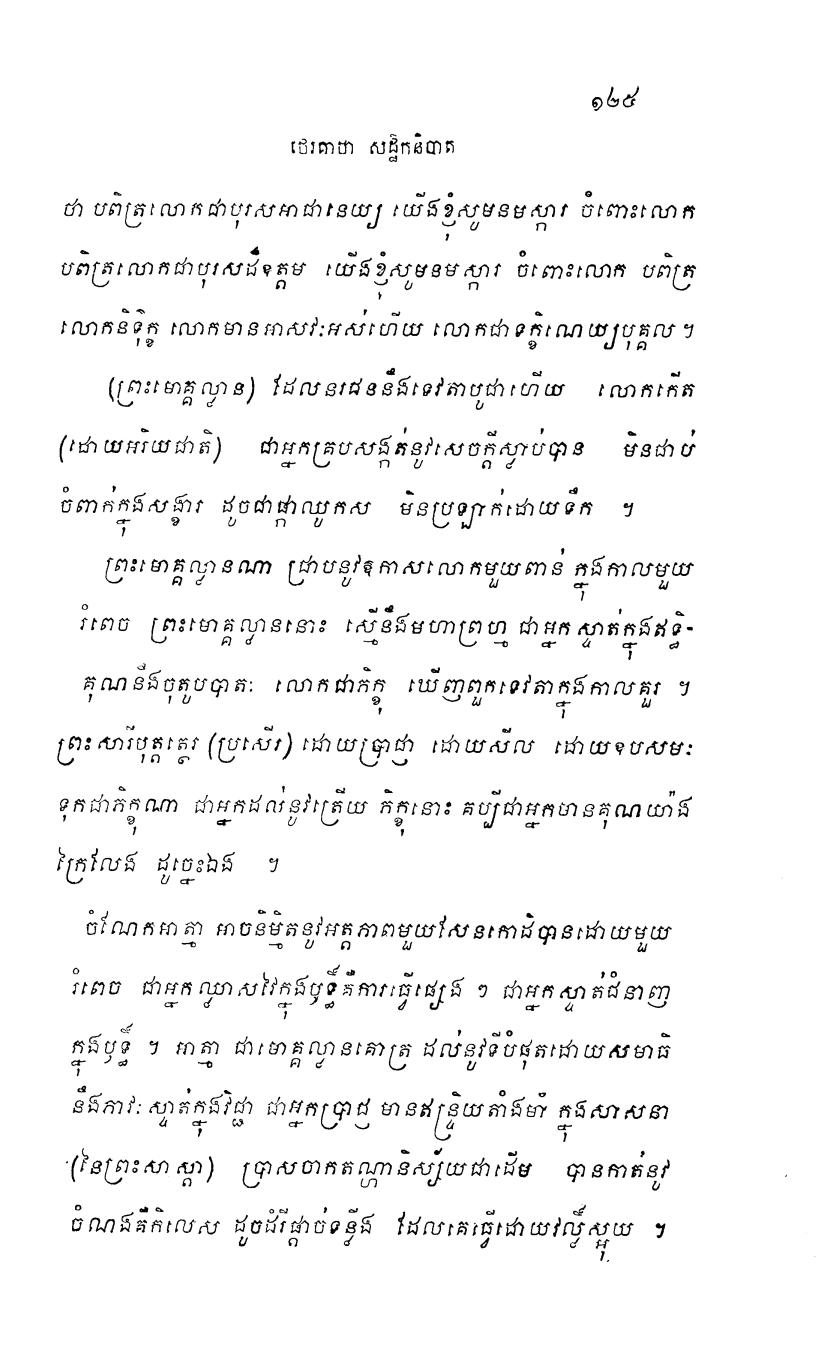 ១២៥
ថេរគាថា សដ្ឋិកនិបាត
ថា បពិត្រលោកជាបុរសអាជានេយ្យ យើងខ្ញុំសូមនមស្ការ ចំពោះលោក
បពិត្រលោកជាបុរសដ៏ឧត្តម យើងខ្ញុំសូមនមស្ការ ចំពោះលោក បពិត្រ
លោកនិទុ្ទក្ខ លោកមានអាសវៈអស់ហើយ លោកជាទក្ខិណេយ្យបុគ្គល ។
(ព្រះមោគ្គល្លាន) ដែលនរជននឹងទេវតាបូជាហើយ លោកកើត
(ដោយអរិយជាតិ) ជាអ្នកគ្របសង្កត់នូវសេចក្តីស្លាប់បាន មិនជាប់
ចំពាក់ក្នុងសង្ខារ ដូចជាផ្កាឈូកស មិនប្រឡាក់ដោយទឹក ។
ព្រះមោគ្គល្លានណា ជ្រាបនូវឱកាសលោកមួយពាន់ ក្នុងកាលមួយ
រំពេច ព្រះមោគ្គល្លាននោះ ស្មើនឹងមហាព្រហ្ម ជាអ្នកស្ទាត់ក្នុងឥទ្ធិ-
គុណនឹងចុតូបបាតៈ លោកជាភិក្ខុ ឃើញពួកទេវតាក្នុងកាលគួរ ។
ព្រះសារីបុត្តត្ថេរ (ប្រសើរ) ដោយប្រាជ្ញា ដោយសីល ដោយឧបសមៈ
ទុកជាភិក្ខុណា ជាអ្នកដល់នូវត្រើយ ភិក្ខុនោះ គប្បីជាអ្នកមានគុណយ៉ាង
ក្រៃលែង ដូច្នេះឯង ។
ចំណែកអាត្មា អាចនិម្មិតនូវអត្តភាពមួយសែនកោដិបានដោយមួយ
រំពេច ជាអ្នកឈ្លាសវៃក្នុងឫទ្ធិ៍គឺការធ្វើផ្សេង ៗ ជាអ្នកស្ទាត់ជំនាញ
ក្នុងឫទ្ធិ៍ ។ អាត្មា ជាមោគ្គល្លានគោត្រ ដល់នូវទីបំផុតដោយសមាធិ
នឹងភាវៈស្ទាត់ក្នុងវិជ្ជា ជាអ្នកប្រាជ្ញ មានឥន្ទ្រិយតាំងមាំ ក្នុងសាសនា
(នៃព្រះសាស្តា) ប្រាសចាកតណ្ហានិស្ស័យជាដើម បានកាត់នូវ
ចំណងគឺកិលេស ដូចដំរីផ្តាច់ទន្លីង ដែលគេធ្វើដោយវល្លិ៍ស្អុយ ។